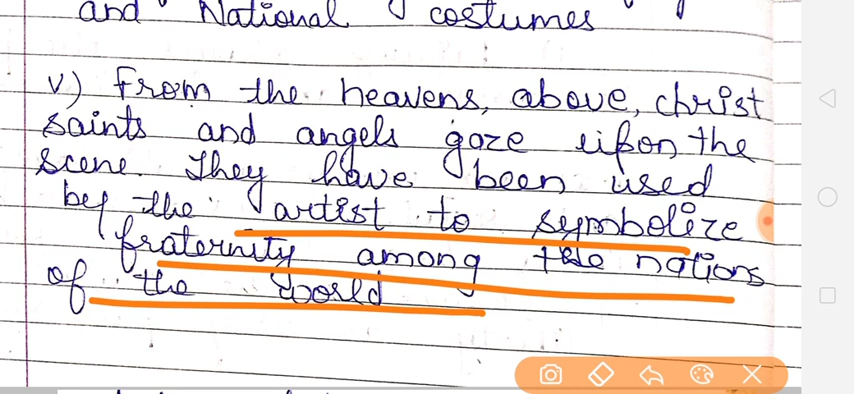 and National costumes
v) From the heavens, above, christ
saints and angels gaze upon the
scene. They have been used
by the artist to symbolize
fraternity among the nations
of the world